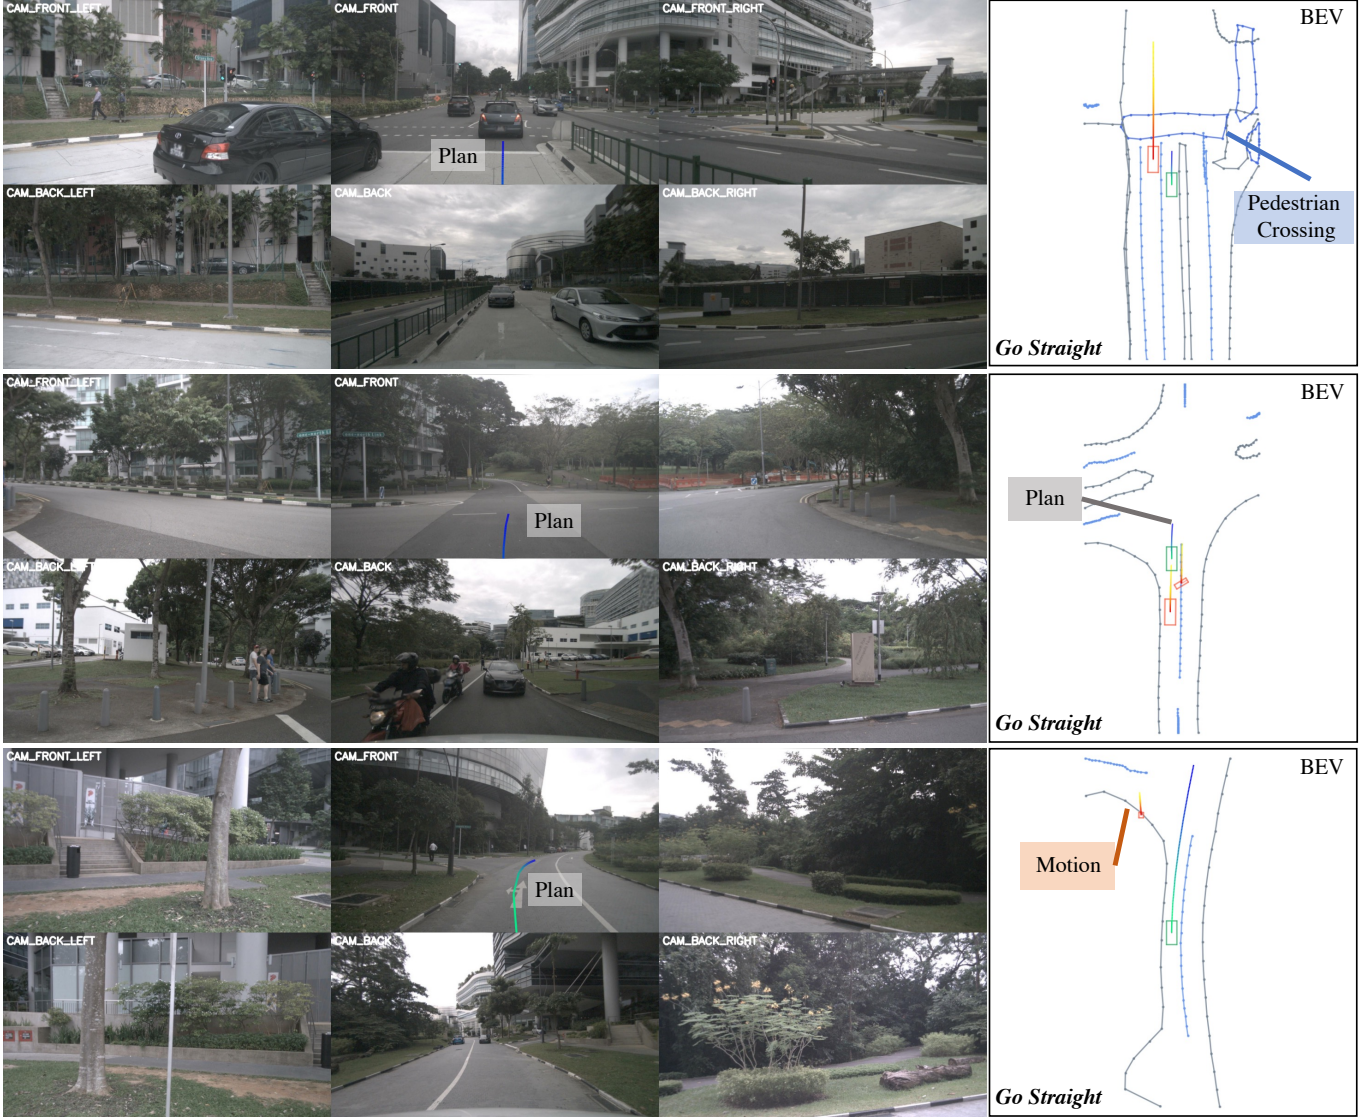 CAM_FRONT_LEFT
CAM_FRONT
CAM_FRONT_RIGHT
BEV
Plan
CAM_BACK_LEFT
CAM_BACK
CAM_BACK_RIGHT
Pedestrian
Crossing
Go Straight
CAM_FRONT_LEFT
CAM_FRONT
BEV
Plan
Plan
CAM_BACK_LEFT
CAM_BACK
CAM_BACK_RIGHT
Go Straight
CAM_FRONT_LEFT
CAM_FRONT
BEV
Plan
Motion
CAM_BACK_LEFT
CAM_BACK
CAM_BACK_RIGHT
Go Straight